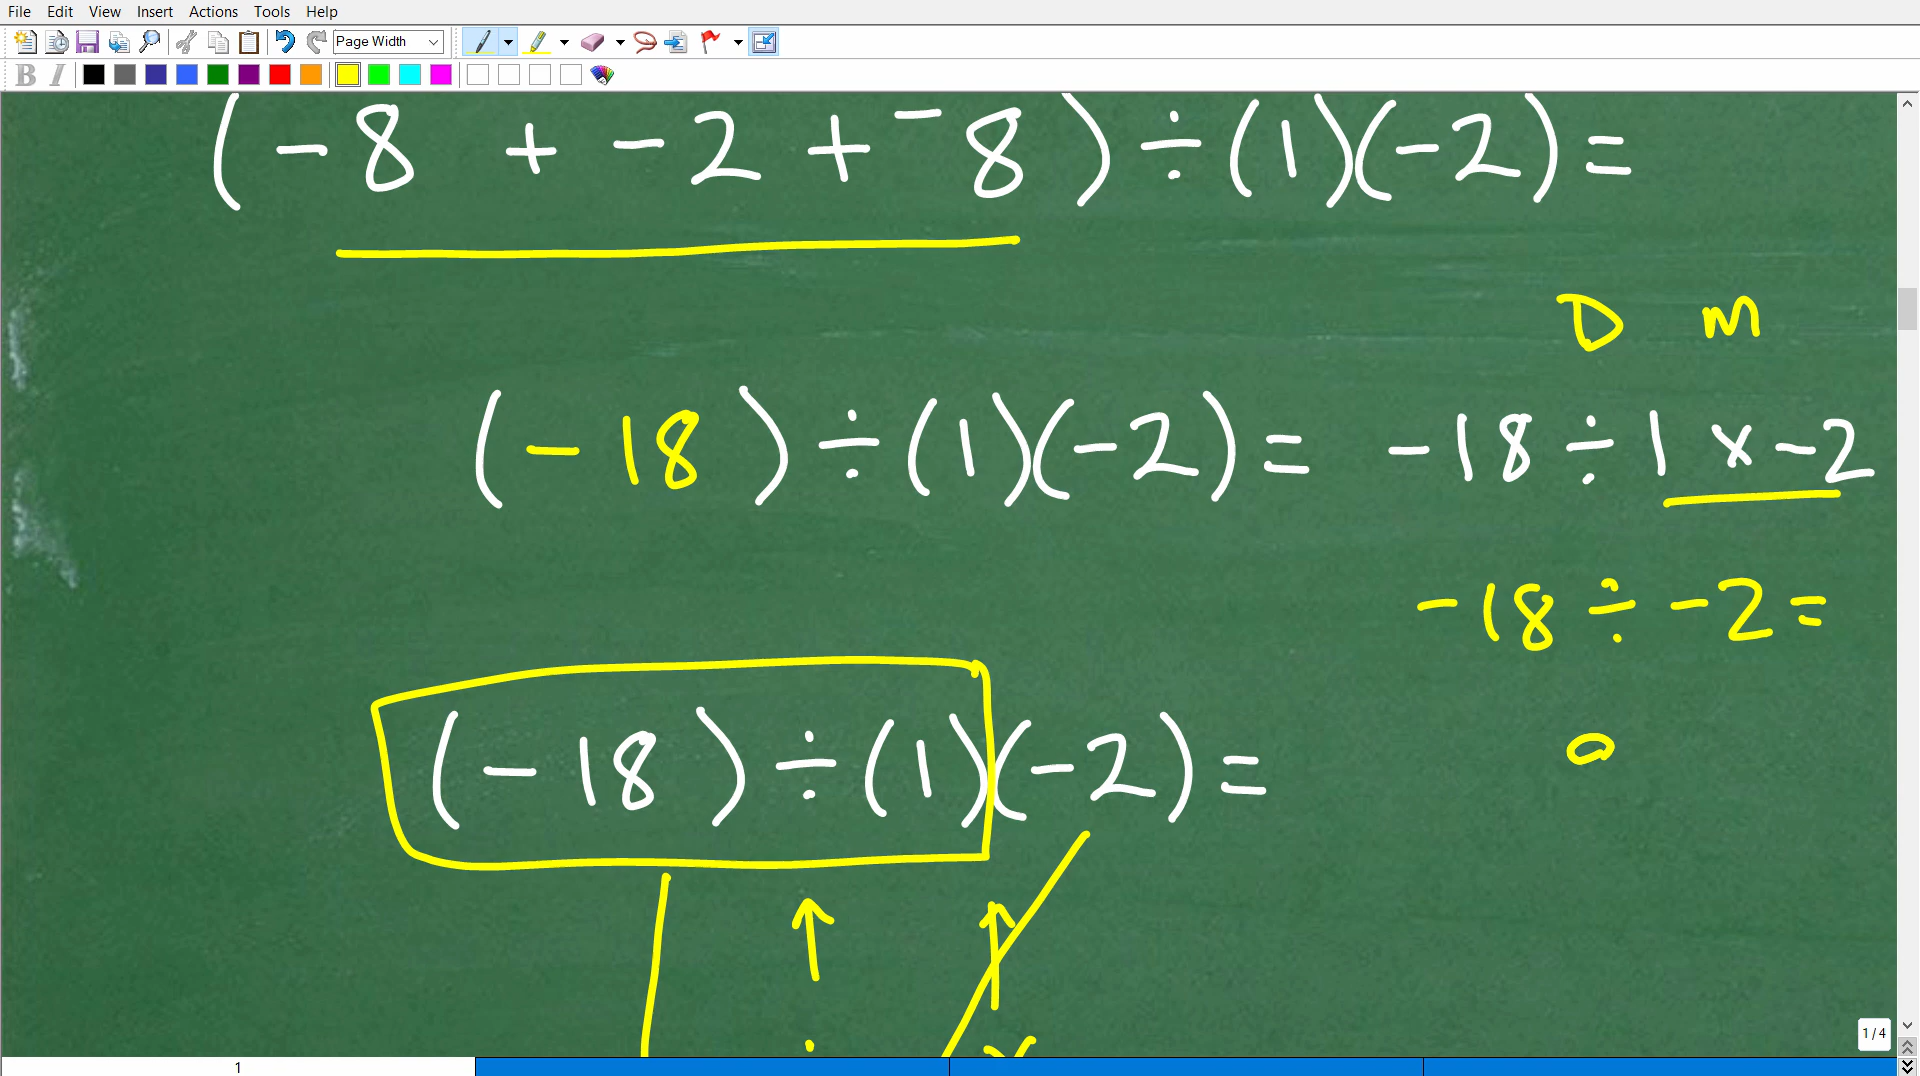 File Edit View Insert Actions Tools Help
Page Width
B I
(-8 + -2 + -8) ÷ (1)(-2) =
D M
(-18) ÷ (1)(-2) = -18 ÷ 1 x -2
-18 ÷ -2 =
(-18) ÷ (1)(-2) =
1 / 4
1